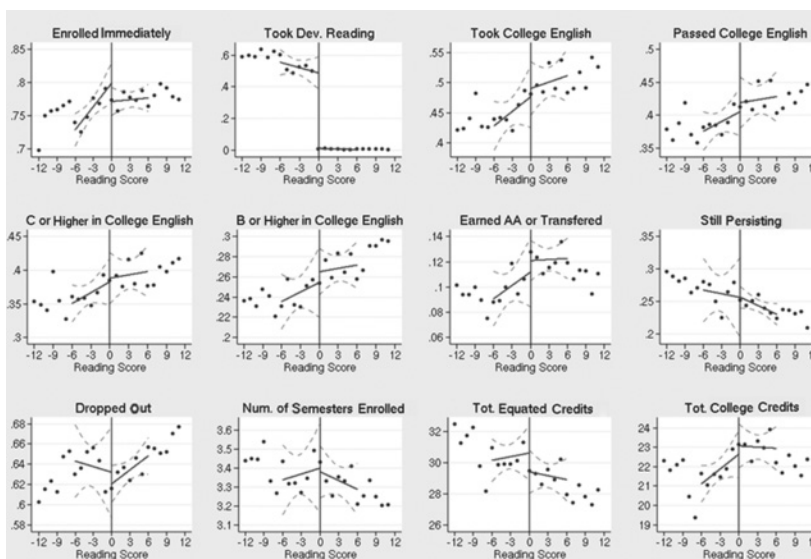 Enrolled Immediately
.85
.8
.75
.7
-12 -9 -6 -3 0 3 6 9 12
Reading Score
Took Dev. Reading
.6
.4
.2
0
-12 -9 -6 -3 0 3 6 9 12
Reading Score
Took College English
.55
.5
.45
.4
-12 -9 -6 -3 0 3 6 9 12
Reading Score
Passed College English
.5
.45
.4
.35
-12 -9 -6 -3 0 3 6 9 12
Reading Score
C or Higher in College English
.45
.4
.35
.3
-12 -9 -6 -3 0 3 6 9 12
B or Higher in College English
.3
.28
.26
.24
.22
.2
-12 -9 -6 -3 0 3 6 9 12
Earned AA or Transfered
.14
.12
.1
.08
.06
-12 -9 -6 -3 0 3 6 9 12
Still Persisting
.35
.3
.25
.2
-12 -9 -6 -3 0 3 6 9 12
Dropped Out
.68
.66
.64
.62
.6
.58
-12 -9 -6 -3 0 3 6 9 12
Reading Score
Num. of Semesters Enrolled
3.6
3.5
3.4
3.3
3.2
3.1
-12 -9 -6 -3 0 3 6 9 12
Reading Score
Tot. Equated Credits
32
30
28
26
-12 -9 -6 -3 0 3 6 9 12
Reading Score
Tot. College Credits
24
23
22
21
20
19
-12 -9 -6 -3 0 3 6 9 12
Reading Score